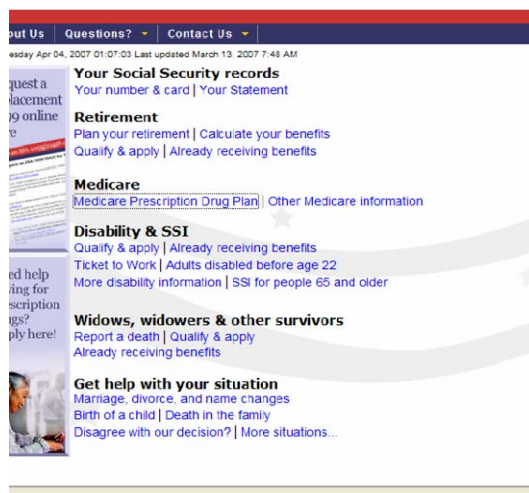 out Us Questions? Contact Us
esday Apr 04, 2007 01:07:03 Last updated March 13, 2007 7:48 AM
quest a
lacement
99 online
re
Your Social Security records
Your number & card | Your Statement
Retirement
Plan your retirement | Calculate your benefits
Qualify & apply | Already receiving benefits
Medicare
Medicare Prescription Drug Plan | Other Medicare information
Disability & SSI
Qualify & apply | Already receiving benefits
Ticket to Work | Adults disabled before age 22
More disability information | SSI for people 65 and older
ed help
ing for
scription
gs?
ply here!
Widows, widowers & other survivors
Report a death | Qualify & apply
Already receiving benefits
Get help with your situation
Marriage, divorce, and name changes
Birth of a child | Death in the family
Disagree with our decision? | More situations...